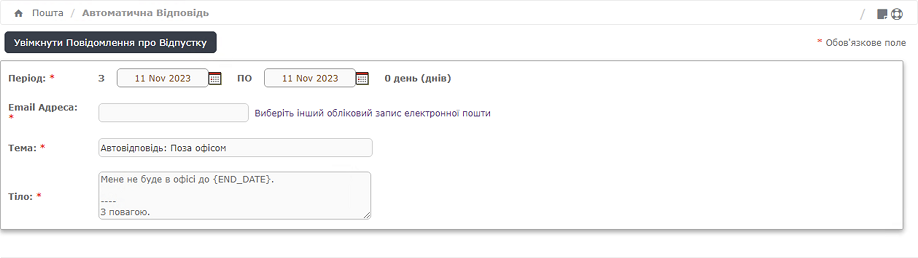 Пошта / Автоматична Відповідь /
Увімкнути Повідомлення про Відпустку * Обов'язкове поле
Період: * З 11 Nov 2023 ПО 11 Nov 2023 0 день (днів)
Email Адреса: * Виберіть інший обліковий запис електронної пошти
Тема: * Автовідповідь: Поза офісом
Тіло: *
Мене не буде в офісі до {END_DATE}.
----
З повагою.